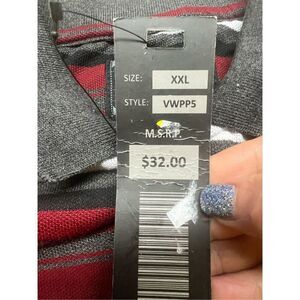 SIZE: XXL
STYLE: VWPP5
M.S.R.P.
$32.00